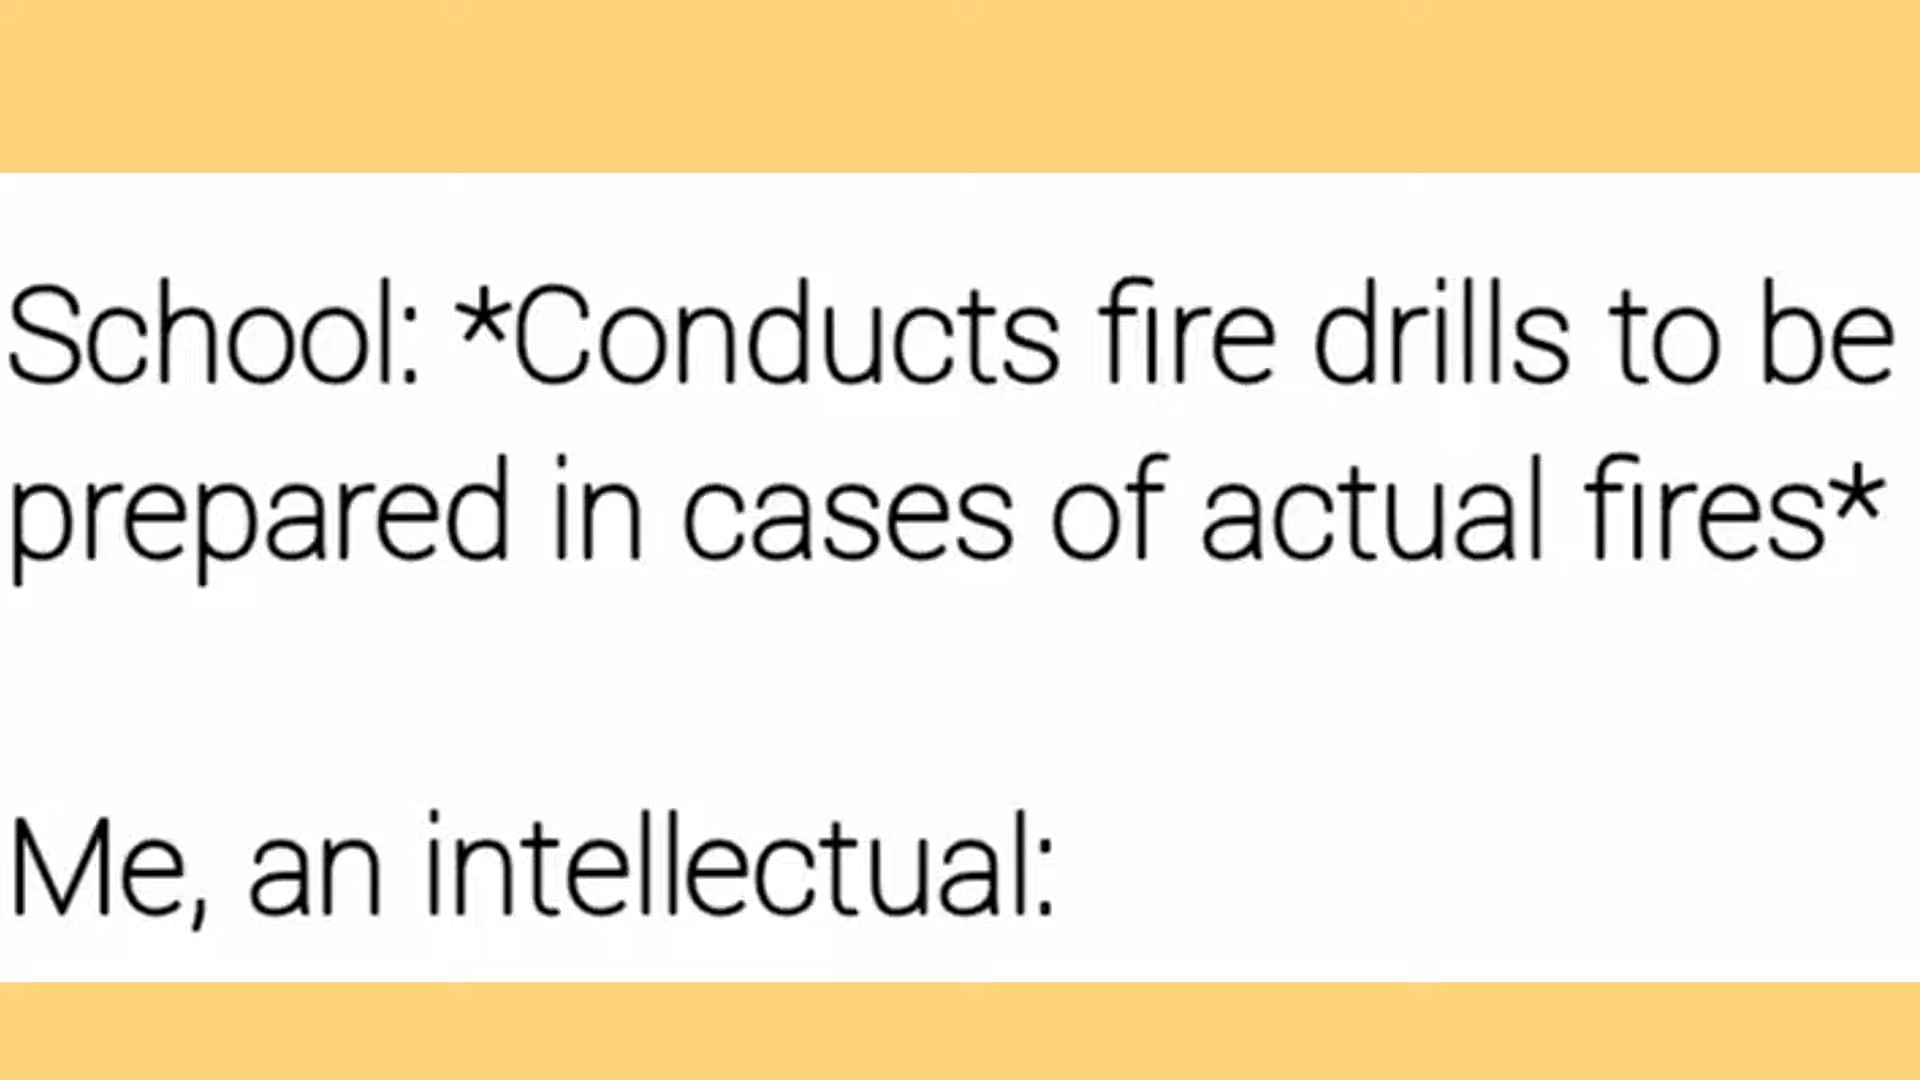 School: *Conducts fire drills to be
prepared in cases of actual fires*
Me, an intellectual: